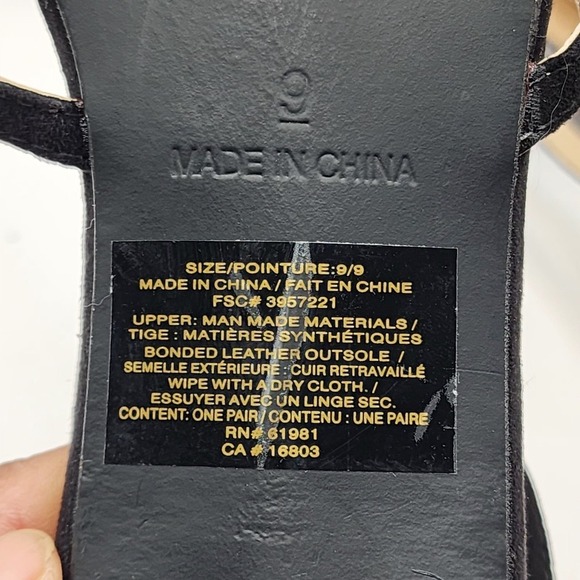 9
MADE IN CHINA
SIZE/POINTURE:9/9
MADE IN CHINA / FAIT EN CHINE
FSC# 3957221
UPPER: MAN MADE MATERIALS /
TIGE : MATIÈRES SYNTHÉTIQUES
BONDED LEATHER OUTSOLE /
SEMELLE EXTÉRIEURE : CUIR RETRAVAILLÉ
WIPE WITH A DRY CLOTH. /
ESSUYER AVEC UN LINGE SEC.
CONTENT: ONE PAIR / CONTENU : UNE PAIRE
RN# 61981
CA # 16803